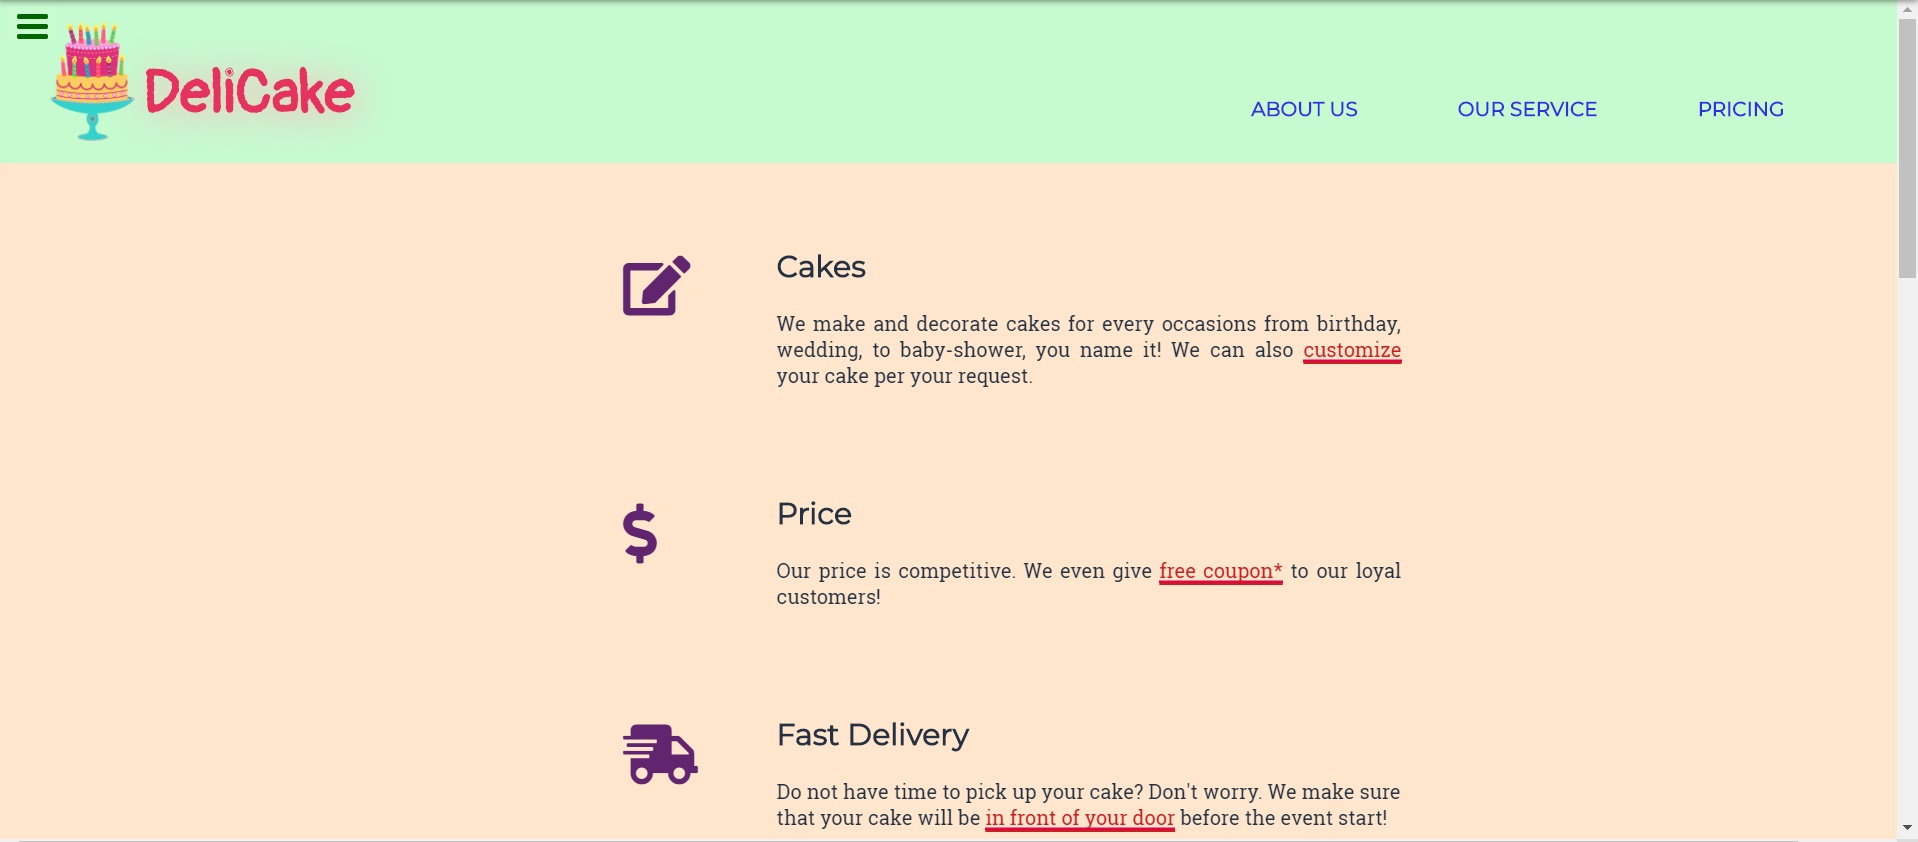 DeliCake
ABOUT US
OUR SERVICE
PRICING
Cakes
We make and decorate cakes for every occasions from birthday,
wedding, to baby-shower, you name it! We can also customize
your cake per your request.
Price
Our price is competitive. We even give free coupon* to our loyal
customers!
Fast Delivery
Do not have time to pick up your cake? Don't worry. We make sure
that your cake will be in front of your door before the event start!